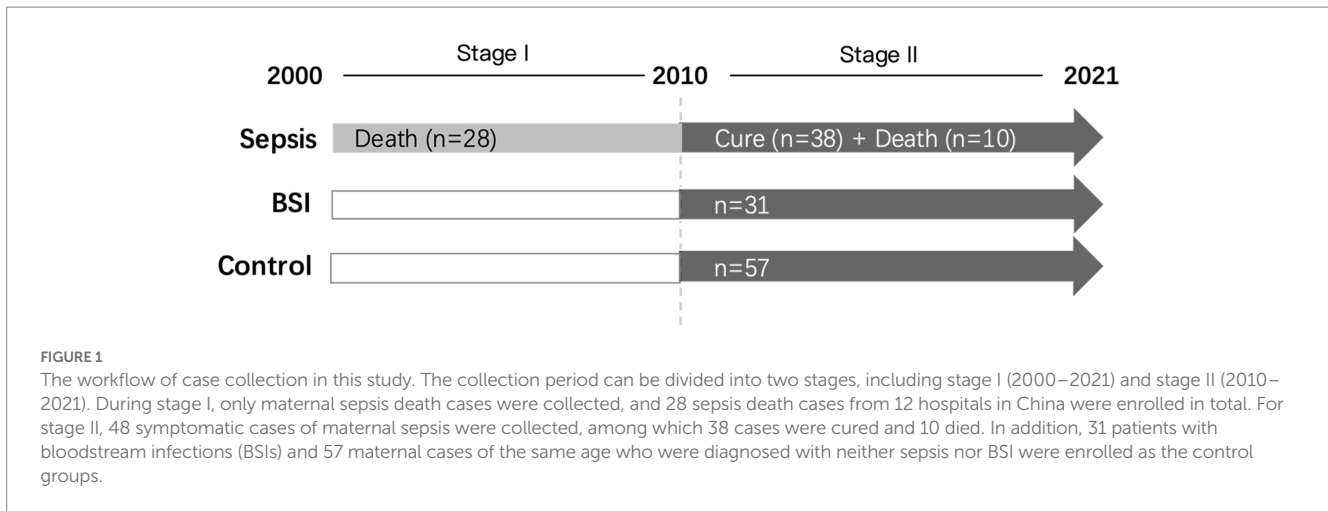 Stage I
Stage II
2000
2010
2021
Sepsis
Death (n=28)
Cure (n=38) + Death (n=10)
BSI
n=31
Control
n=57
FIGURE 1
The workflow of case collection in this study. The collection period can be divided into two stages, including stage I (2000–2021) and stage II (2010–
2021). During stage I, only maternal sepsis death cases were collected, and 28 sepsis death cases from 12 hospitals in China were enrolled in total. For
stage II, 48 symptomatic cases of maternal sepsis were collected, among which 38 cases were cured and 10 died. In addition, 31 patients with
bloodstream infections (BSIs) and 57 maternal cases of the same age who were diagnosed with neither sepsis nor BSI were enrolled as the control
groups.